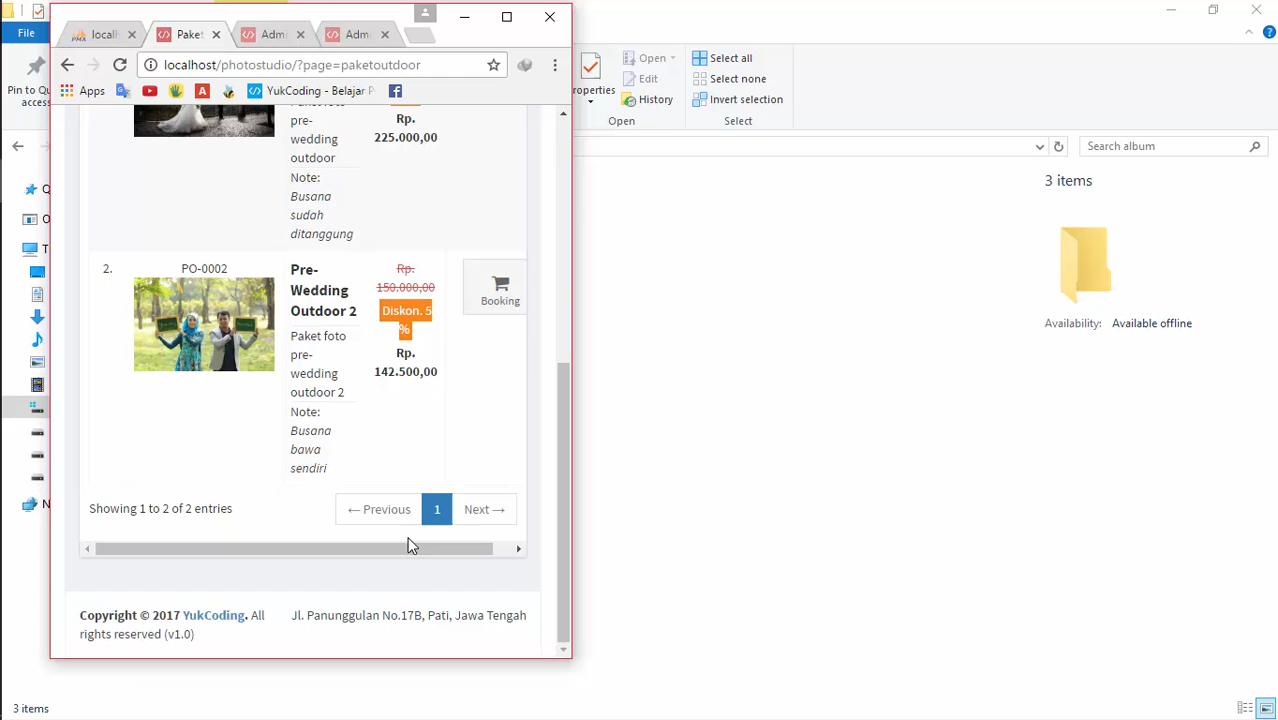 File
Pin to Qu
access
PMA localh
Paket
Admi
Admi
localhost/photostudio/?page=paketoutdoor
Apps
YukCoding - Belajar P
Open
Edit
History
roperties
Open
Select all
Select none
Invert selection
Select
Search album
3 items
Availability: Available offline
Rp.
225.000,00
pre-
wedding
outdoor
Note:
Busana
sudah
ditanggung
2.
PO-0002
Pre-
Wedding
Outdoor 2
Paket foto
pre-
wedding
outdoor 2
Note:
Busana
bawa
sendiri
Rp.
150.000,00
Diskon. 5
%
Rp.
142.500,00
Booking
Showing 1 to 2 of 2 entries
← Previous 1 Next →
Copyright © 2017 YukCoding. All
rights reserved (v1.0)
Jl. Panunggulan No.17B, Pati, Jawa Tengah
3 items